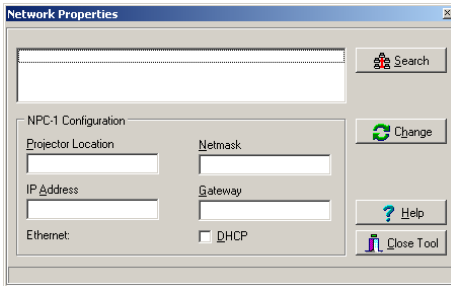 Network Properties
Search
NPC-1 Configuration
Change
Projector Location
Netmask
IP Address
Gateway
Help
Ethernet:
DHCP
Close Tool